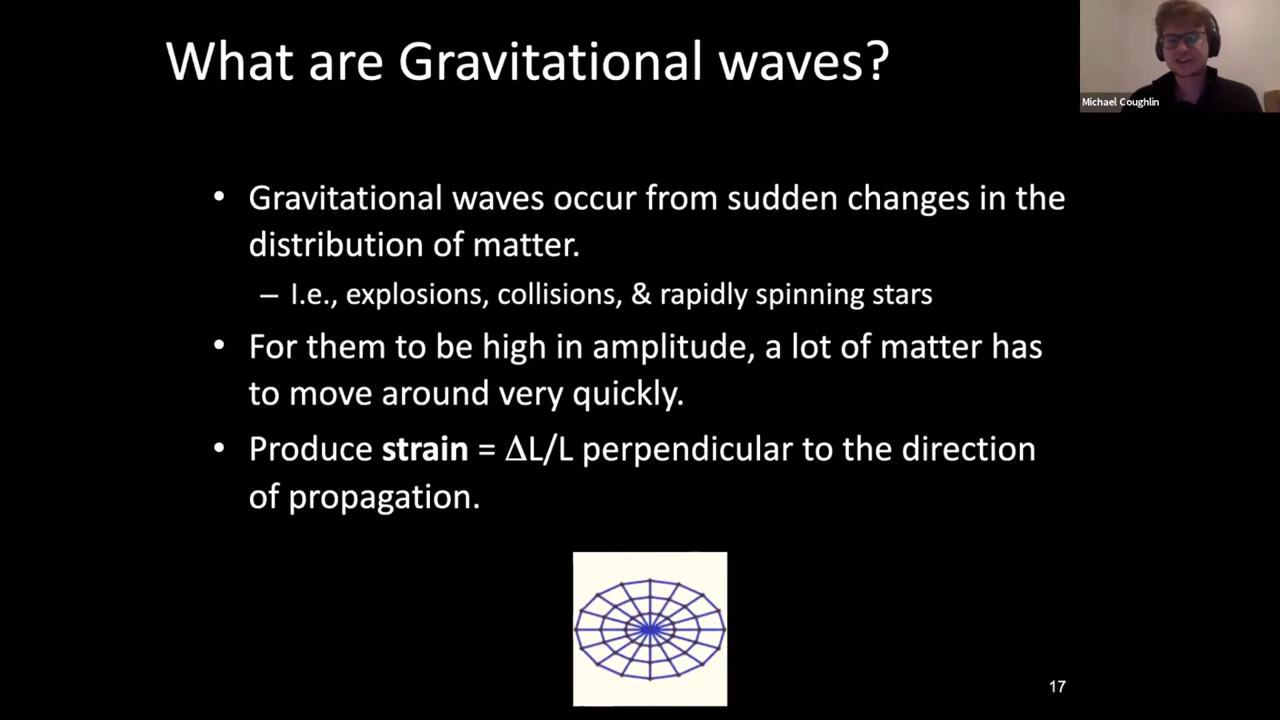 What are Gravitational waves?
Michael Coughlin
• Gravitational waves occur from sudden changes in the
distribution of matter.
– I.e., explosions, collisions, & rapidly spinning stars
• For them to be high in amplitude, a lot of matter has
to move around very quickly.
• Produce strain = ΔL/L perpendicular to the direction
of propagation.
17